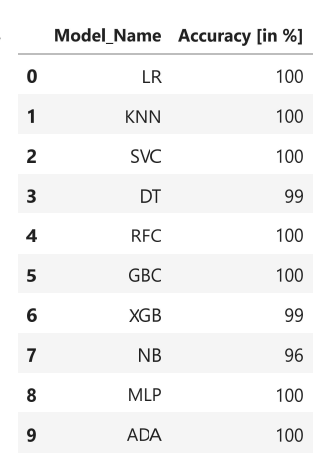 Model_Name Accuracy [in %]
0 LR 100
1 KNN 100
2 SVC 100
3 DT 99
4 RFC 100
5 GBC 100
6 XGB 99
7 NB 96
8 MLP 100
9 ADA 100